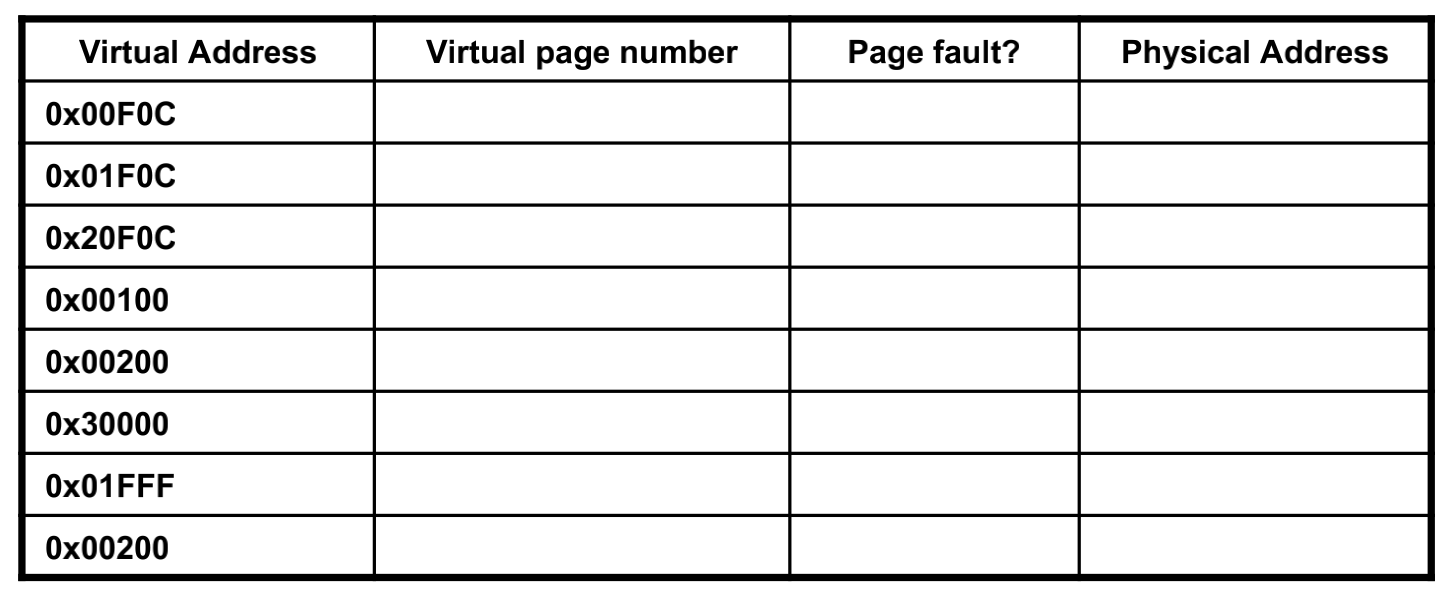 Virtual Address Virtual page number Page fault? Physical Address
0x00F0C
0x01F0C
0x20F0C
0x00100
0x00200
0x30000
0x01FFF
0x00200